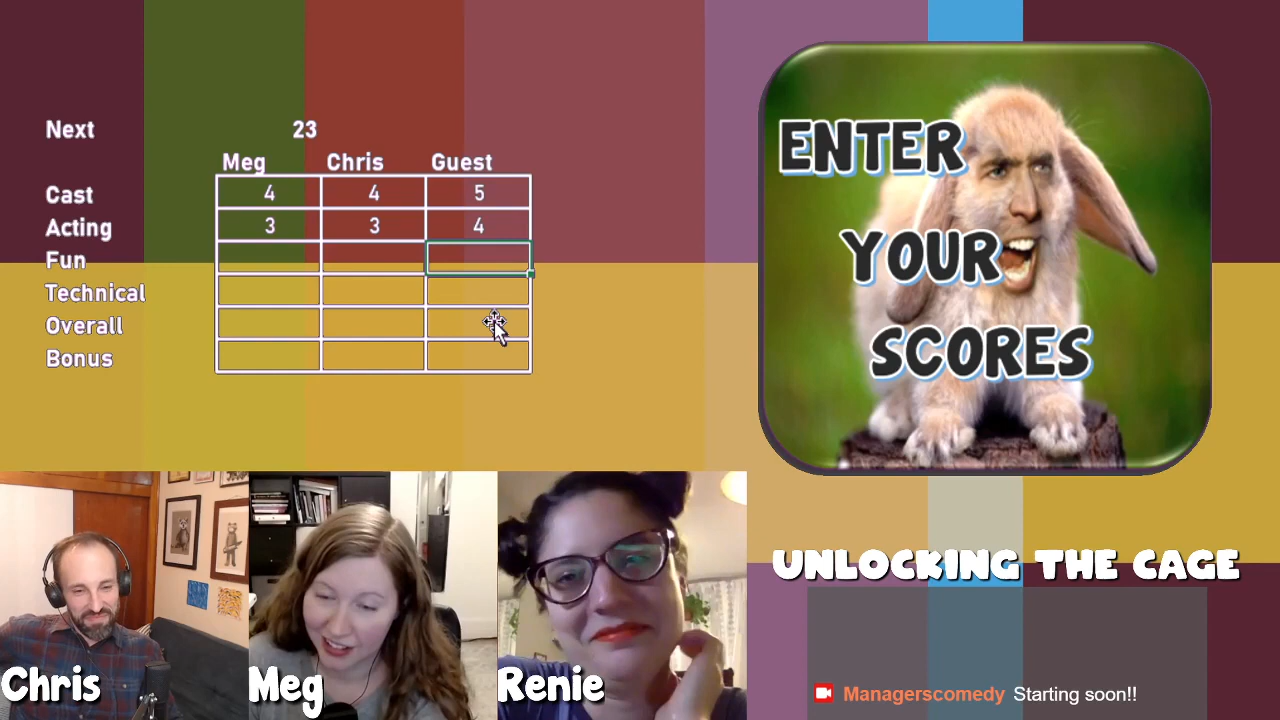 Next 23
Meg Chris Guest
Cast 4 4 5
Acting 3 3 4
Fun
Technical
Overall
Bonus
ENTER
YOUR
SCORES
UNLOCKING THE CAGE
Managerscomedy Starting soon!!
Chris
Meg
Renie